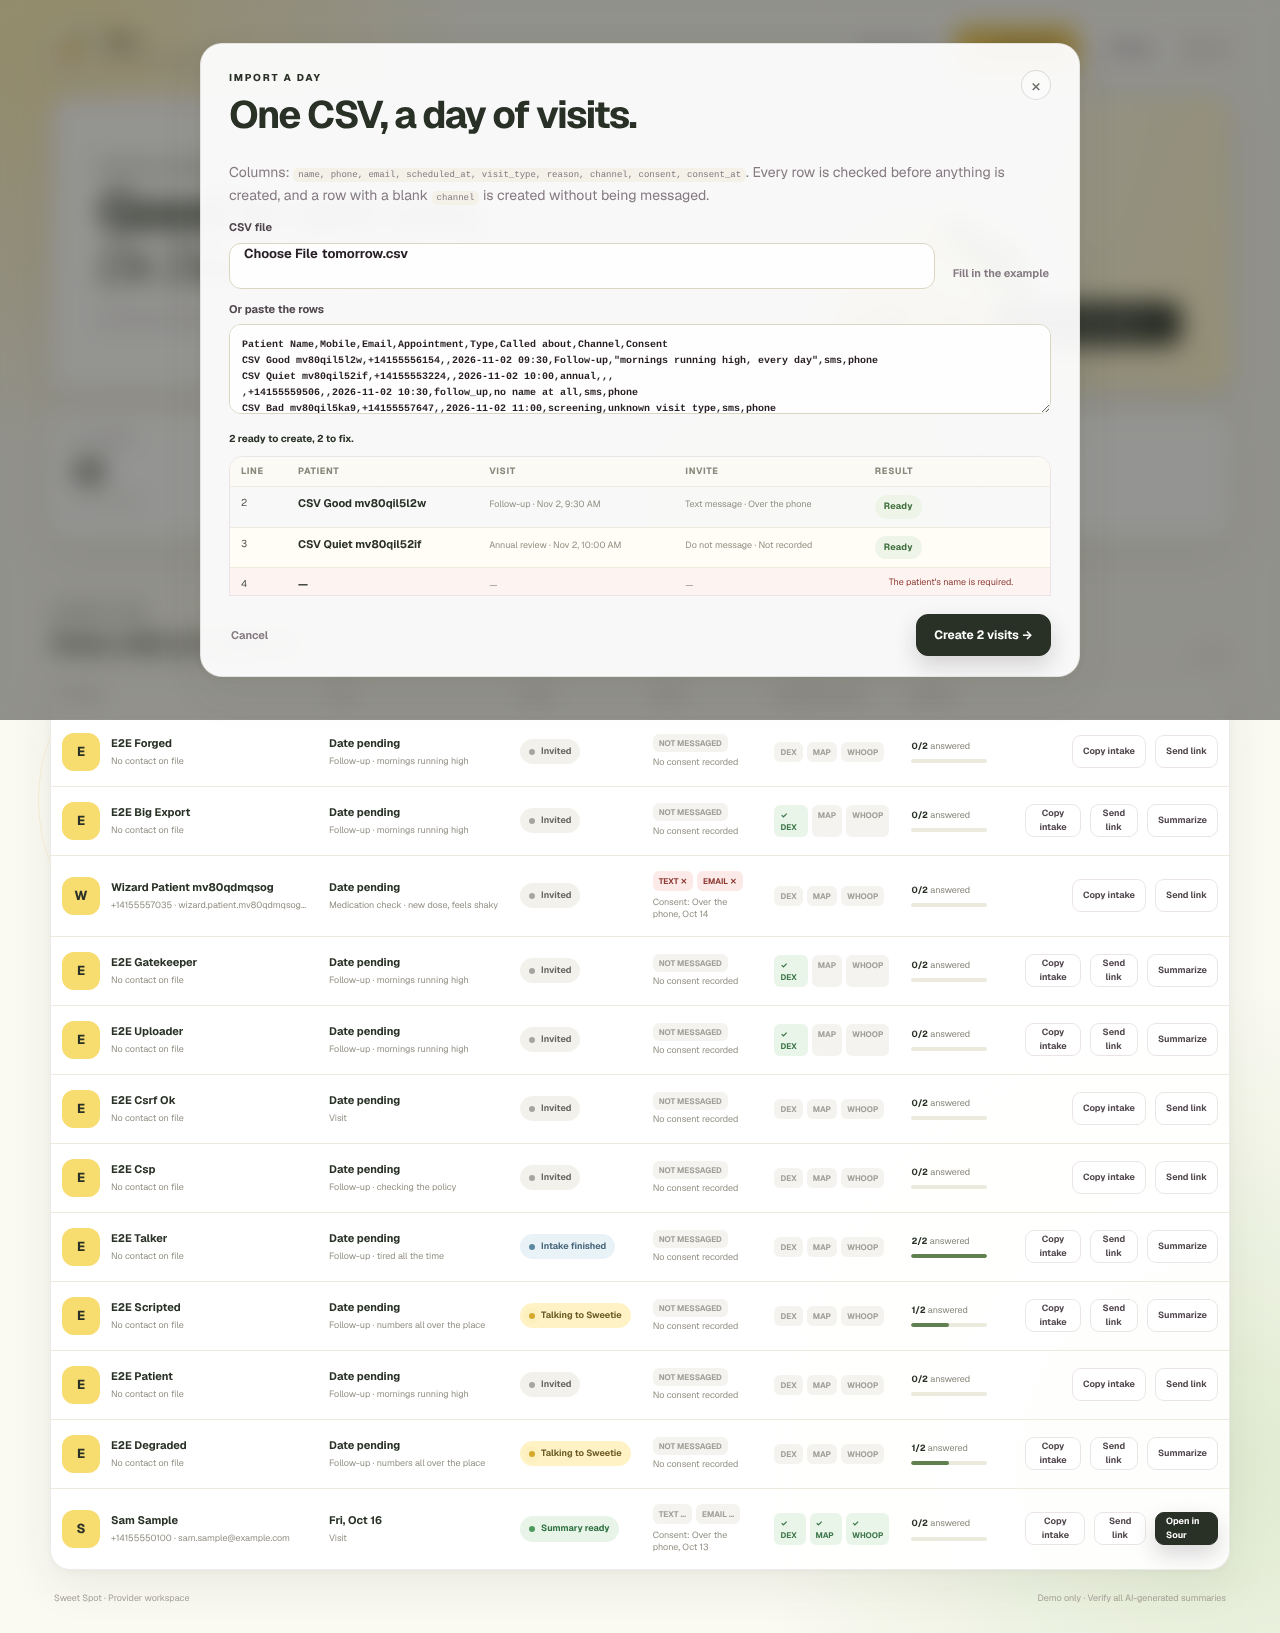 IMPORT A DAY
×
One CSV, a day of visits.
Columns: name, phone, email, scheduled_at, visit_type, reason, channel, consent, consent_at. Every row is checked before anything is
created, and a row with a blank channel is created without being messaged.
CSV file
Choose File tomorrow.csv
Fill in the example
Or paste the rows
Patient Name,Mobile,Email,Appointment,Type,Called about,Channel,Consent
CSV Good mv80qil5l2w,+14155556154,,2026-11-02 09:30,Follow-up,"mornings running high, every day",sms,phone
CSV Quiet mv80qil52if,+14155553224,,2026-11-02 10:00,annual,,,
,+14155559506,,2026-11-02 10:30,follow_up,no name at all,sms,phone
CSV Bad mv80qil5ka9,+14155557647,,2026-11-02 11:00,screening,unknown visit type,sms,phone
2 ready to create, 2 to fix.
LINE PATIENT VISIT INVITE RESULT
2 CSV Good mv80qil5l2w Follow-up · Nov 2, 9:30 AM Text message · Over the phone Ready
3 CSV Quiet mv80qil52if Annual review · Nov 2, 10:00 AM Do not message · Not recorded Ready
4 — — — The patient's name is required.
Cancel
Create 2 visits →
E E2E Forged Date pending Invited NOT MESSAGED DEX MAP WHOOP 0/2 answered Copy intake Send link
No contact on file Follow-up · mornings running high No consent recorded
E E2E Big Export Date pending Invited NOT MESSAGED ✓ DEX MAP WHOOP 0/2 answered Copy intake Send link Summarize
No contact on file Follow-up · mornings running high No consent recorded
W Wizard Patient mv80qdmqsog Date pending Invited TEXT × EMAIL × DEX MAP WHOOP 0/2 answered Copy intake Send link
+14155557035 · wizard.patient.mv80qdmqsog… Medication check · new dose, feels shaky Consent: Over the
phone, Oct 14
E E2E Gatekeeper Date pending Invited NOT MESSAGED ✓ DEX MAP WHOOP 0/2 answered Copy intake Send link Summarize
No contact on file Follow-up · mornings running high No consent recorded
E E2E Uploader Date pending Invited NOT MESSAGED ✓ DEX MAP WHOOP 0/2 answered Copy intake Send link Summarize
No contact on file Follow-up · mornings running high No consent recorded
E E2E Csrf Ok Date pending Invited NOT MESSAGED DEX MAP WHOOP 0/2 answered Copy intake Send link
No contact on file Visit No consent recorded
E E2E Csp Date pending Invited NOT MESSAGED DEX MAP WHOOP 0/2 answered Copy intake Send link
No contact on file Follow-up · checking the policy No consent recorded
E E2E Talker Date pending Intake finished NOT MESSAGED DEX MAP WHOOP 2/2 answered Copy intake Send link Summarize
No contact on file Follow-up · tired all the time No consent recorded
E E2E Scripted Date pending Talking to Sweetie NOT MESSAGED DEX MAP WHOOP 1/2 answered Copy intake Send link Summarize
No contact on file Follow-up · numbers all over the place No consent recorded
E E2E Patient Date pending Invited NOT MESSAGED DEX MAP WHOOP 0/2 answered Copy intake Send link
No contact on file Follow-up · mornings running high No consent recorded
E E2E Degraded Date pending Talking to Sweetie NOT MESSAGED DEX MAP WHOOP 1/2 answered Copy intake Send link Summarize
No contact on file Follow-up · numbers all over the place No consent recorded
S Sam Sample Fri, Oct 16 Summary ready TEXT … EMAIL … ✓ DEX ✓ MAP ✓ WHOOP 0/2 answered Copy intake Send link Open in Sour
+14155550100 · sam.sample@example.com Visit Consent: Over the
phone, Oct 13
Sweet Spot · Provider workspace
Demo only · Verify all AI-generated summaries